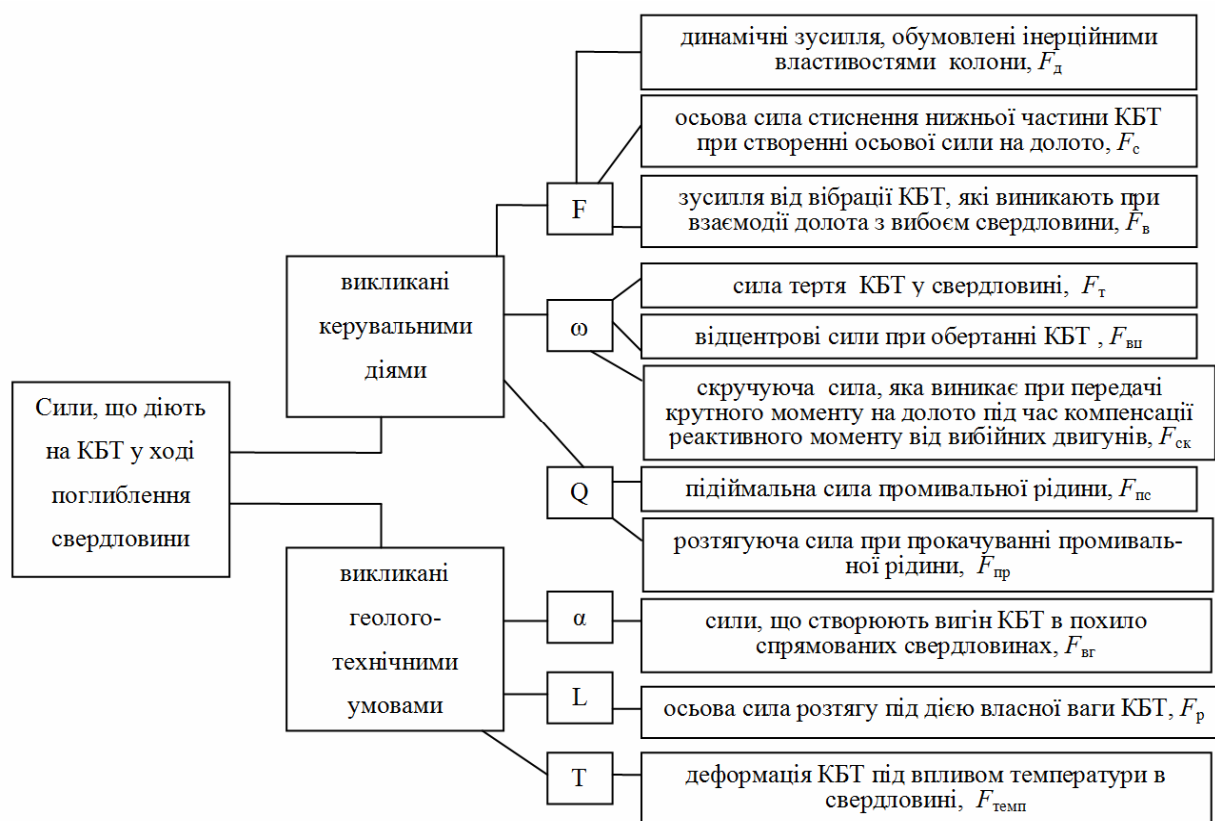 Сили, що діють
на КБТ у ході
поглиблення
свердловини
викликані
керувальними
діями
F
динамічні зусилля, обумовлені інерційними
властивостями колони, Fд
осьова сила стиснення нижньої частини КБТ
при створенні осьової сили на долото, Fс
зусилля від вібрації КБТ, які виникають при
взаємодії долота з вибоєм свердловини, Fв
ω
сила тертя КБТ у свердловині, Fт
відцентрові сили при обертанні КБТ , Fвц
скручуюча сила, яка виникає при передачі
крутного моменту на долото під час компенсації
реактивного моменту від вибійних двигунів, Fск
Q
підіймальна сила промивальної рідини, Fпс
розтягуюча сила при прокачуванні промиваль-
ної рідини, Fпр
викликані
геолого-
технічними
умовами
α
сили, що створюють вигін КБТ в похило
спрямованих свердловинах, Fвг
L
осьова сила розтягу під дією власної ваги КБТ, Fр
T
деформація КБТ під впливом температури в
свердловині, Fтемп